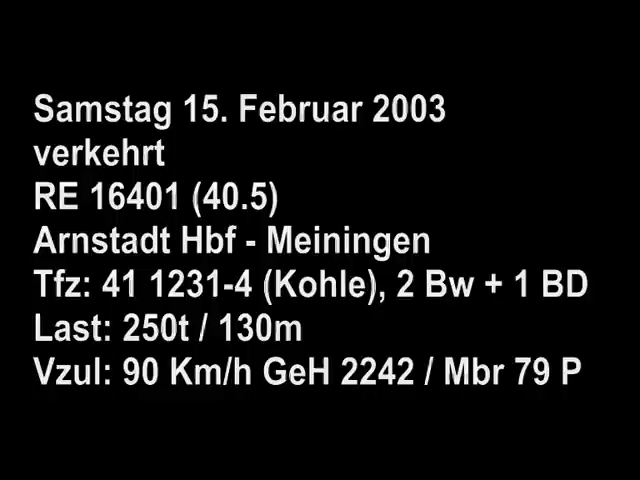 Samstag 15. Februar 2003
verkehrt
RE 16401 (40.5)
Arnstadt Hbf - Meiningen
Tfz: 41 1231-4 (Kohle), 2 Bw + 1 BD
Last: 250t / 130m
Vzul: 90 Km/h GeH 2242 / Mbr 79 P